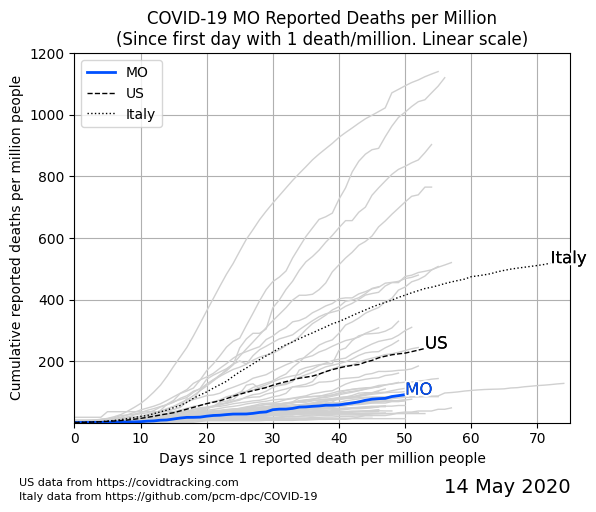 COVID-19 MO Reported Deaths per Million
(Since first day with 1 death/million. Linear scale)
Cumulative reported deaths per million people
1200
1000
800
600
400
200
MO
US
Italy
Italy
US
MO
0 10 20 30 40 50 60 70
Days since 1 reported death per million people
US data from https://covidtracking.com
Italy data from https://github.com/pcm-dpc/COVID-19
14 May 2020